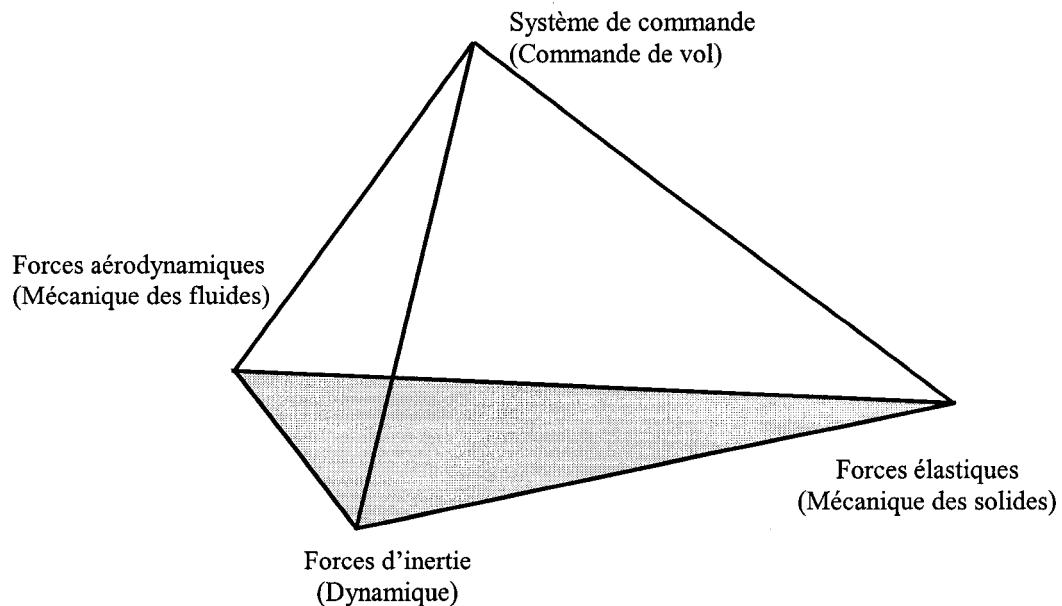 Système de commande
(Commande de vol)
Forces aérodynamiques
(Mécanique des fluides)
Forces élastiques
(Mécanique des solides)
Forces d'inertie
(Dynamique)